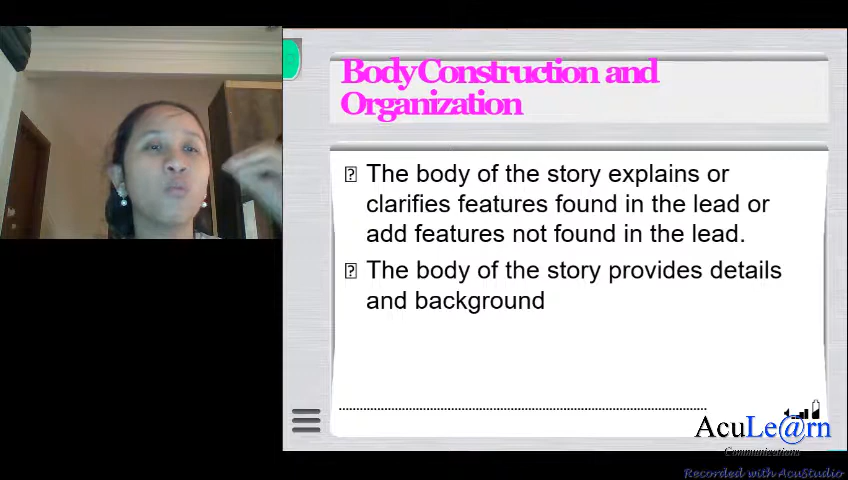 Body Construction and
Organization
The body of the story explains or
clarifies features found in the lead or
add features not found in the lead.
The body of the story provides details
and background
AcuLe@rn
Communications
Recorded with AcuStudio